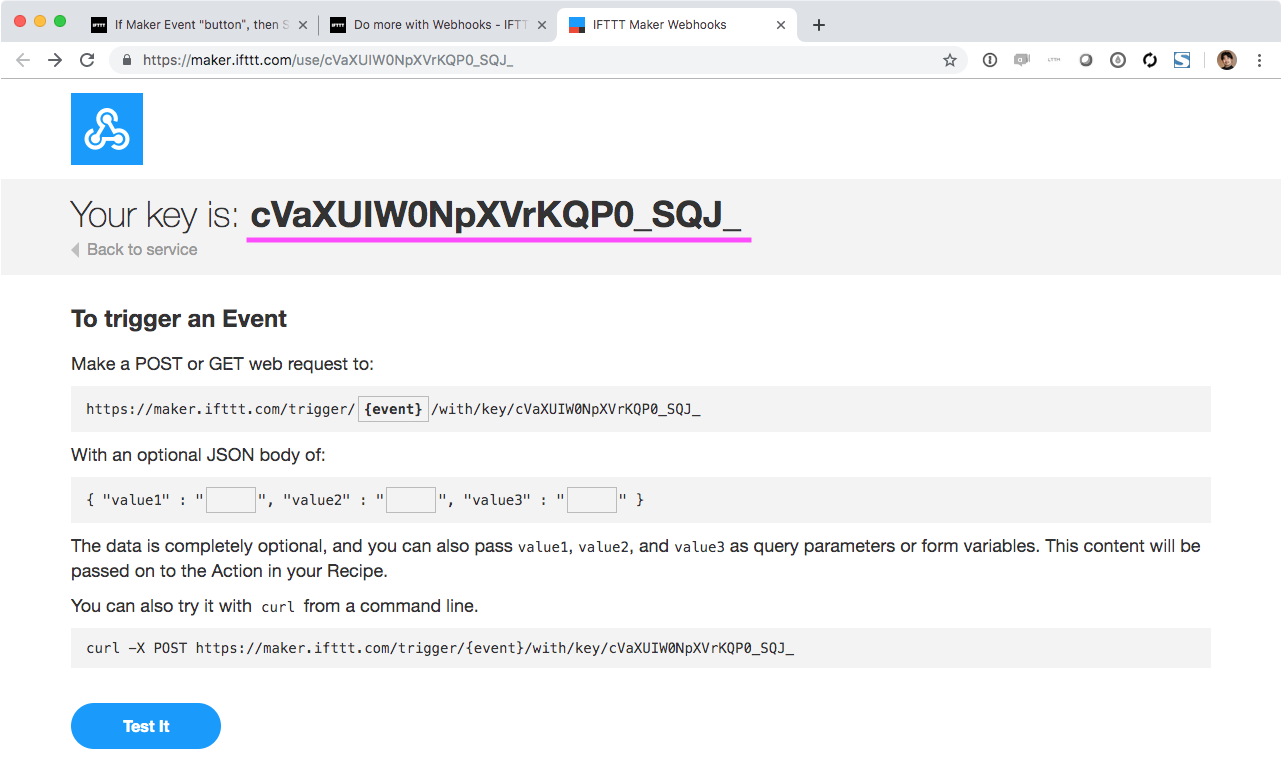 If Maker Event "button", then S
Do more with Webhooks - IFTT
IFTTT Maker Webhooks
https://maker.ifttt.com/use/cVaXUIW0NpXVrKQP0_SQJ_
Your key is: cVaXUIW0NpXVrKQP0_SQJ_
Back to service
To trigger an Event
Make a POST or GET web request to:
https://maker.ifttt.com/trigger/ {event} /with/key/cVaXUIW0NpXVrKQP0_SQJ_
With an optional JSON body of:
{ "value1" : " ", "value2" : " ", "value3" : " " }
The data is completely optional, and you can also pass value1, value2, and value3 as query parameters or form variables. This content will be
passed on to the Action in your Recipe.
You can also try it with curl from a command line.
curl -X POST https://maker.ifttt.com/trigger/{event}/with/key/cVaXUIW0NpXVrKQP0_SQJ_
Test It